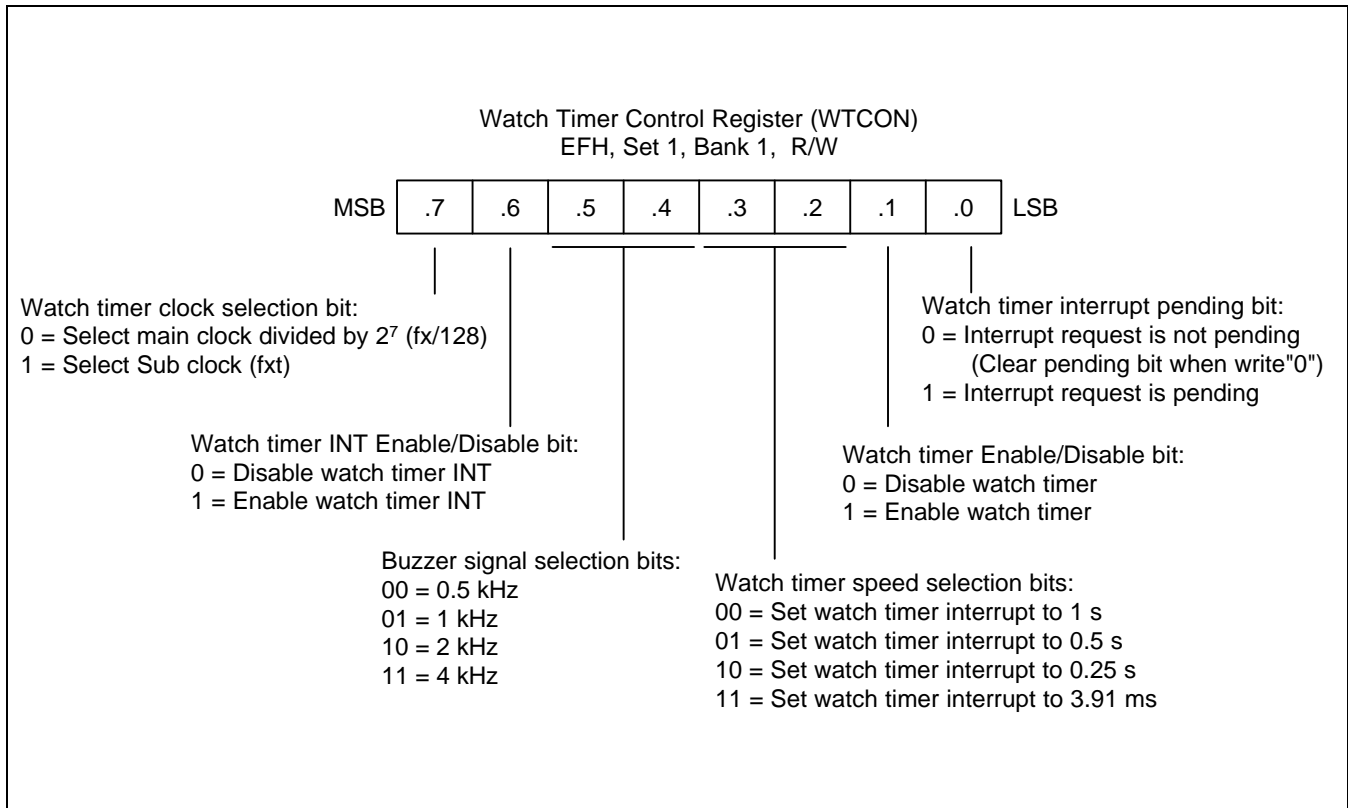 Watch Timer Control Register (WTCON)
EFH, Set 1, Bank 1, R/W
MSB .7 .6 .5 .4 .3 .2 .1 .0 LSB
Watch timer clock selection bit:
0 = Select main clock divided by 2⁷ (fx/128)
1 = Select Sub clock (fxt)
Watch timer interrupt pending bit:
0 = Interrupt request is not pending
(Clear pending bit when write"0")
1 = Interrupt request is pending
Watch timer INT Enable/Disable bit:
0 = Disable watch timer INT
1 = Enable watch timer INT
Watch timer Enable/Disable bit:
0 = Disable watch timer
1 = Enable watch timer
Buzzer signal selection bits:
00 = 0.5 kHz
01 = 1 kHz
10 = 2 kHz
11 = 4 kHz
Watch timer speed selection bits:
00 = Set watch timer interrupt to 1 s
01 = Set watch timer interrupt to 0.5 s
10 = Set watch timer interrupt to 0.25 s
11 = Set watch timer interrupt to 3.91 ms